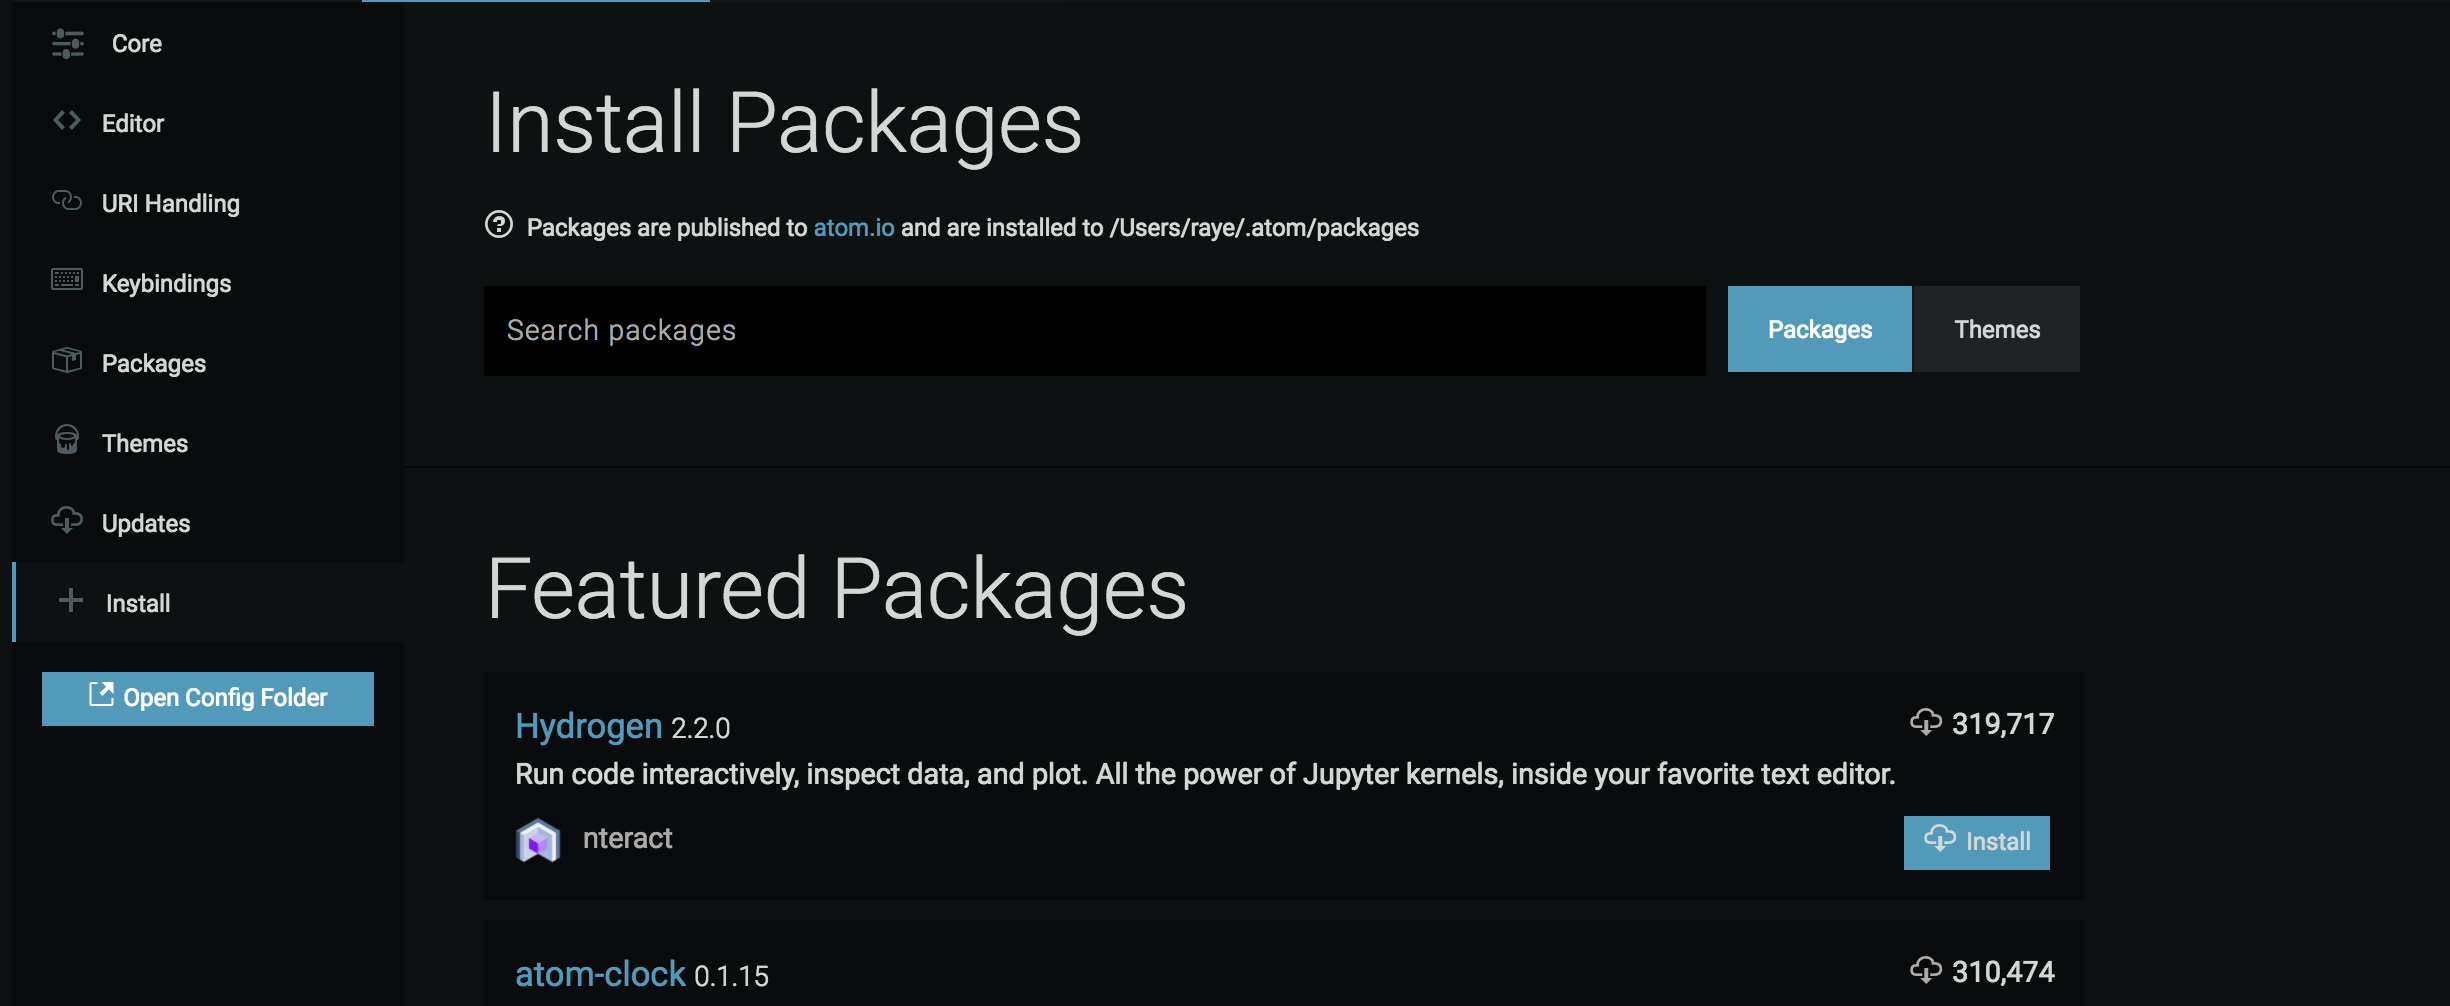 Core
Editor
URI Handling
Keybindings
Packages
Themes
Updates
Install
Open Config Folder
Install Packages
Packages are published to atom.io and are installed to /Users/raye/.atom/packages
Search packages
Packages
Themes
Featured Packages
Hydrogen 2.2.0
319,717
Run code interactively, inspect data, and plot. All the power of Jupyter kernels, inside your favorite text editor.
nteract
Install
atom-clock 0.1.15
310,474